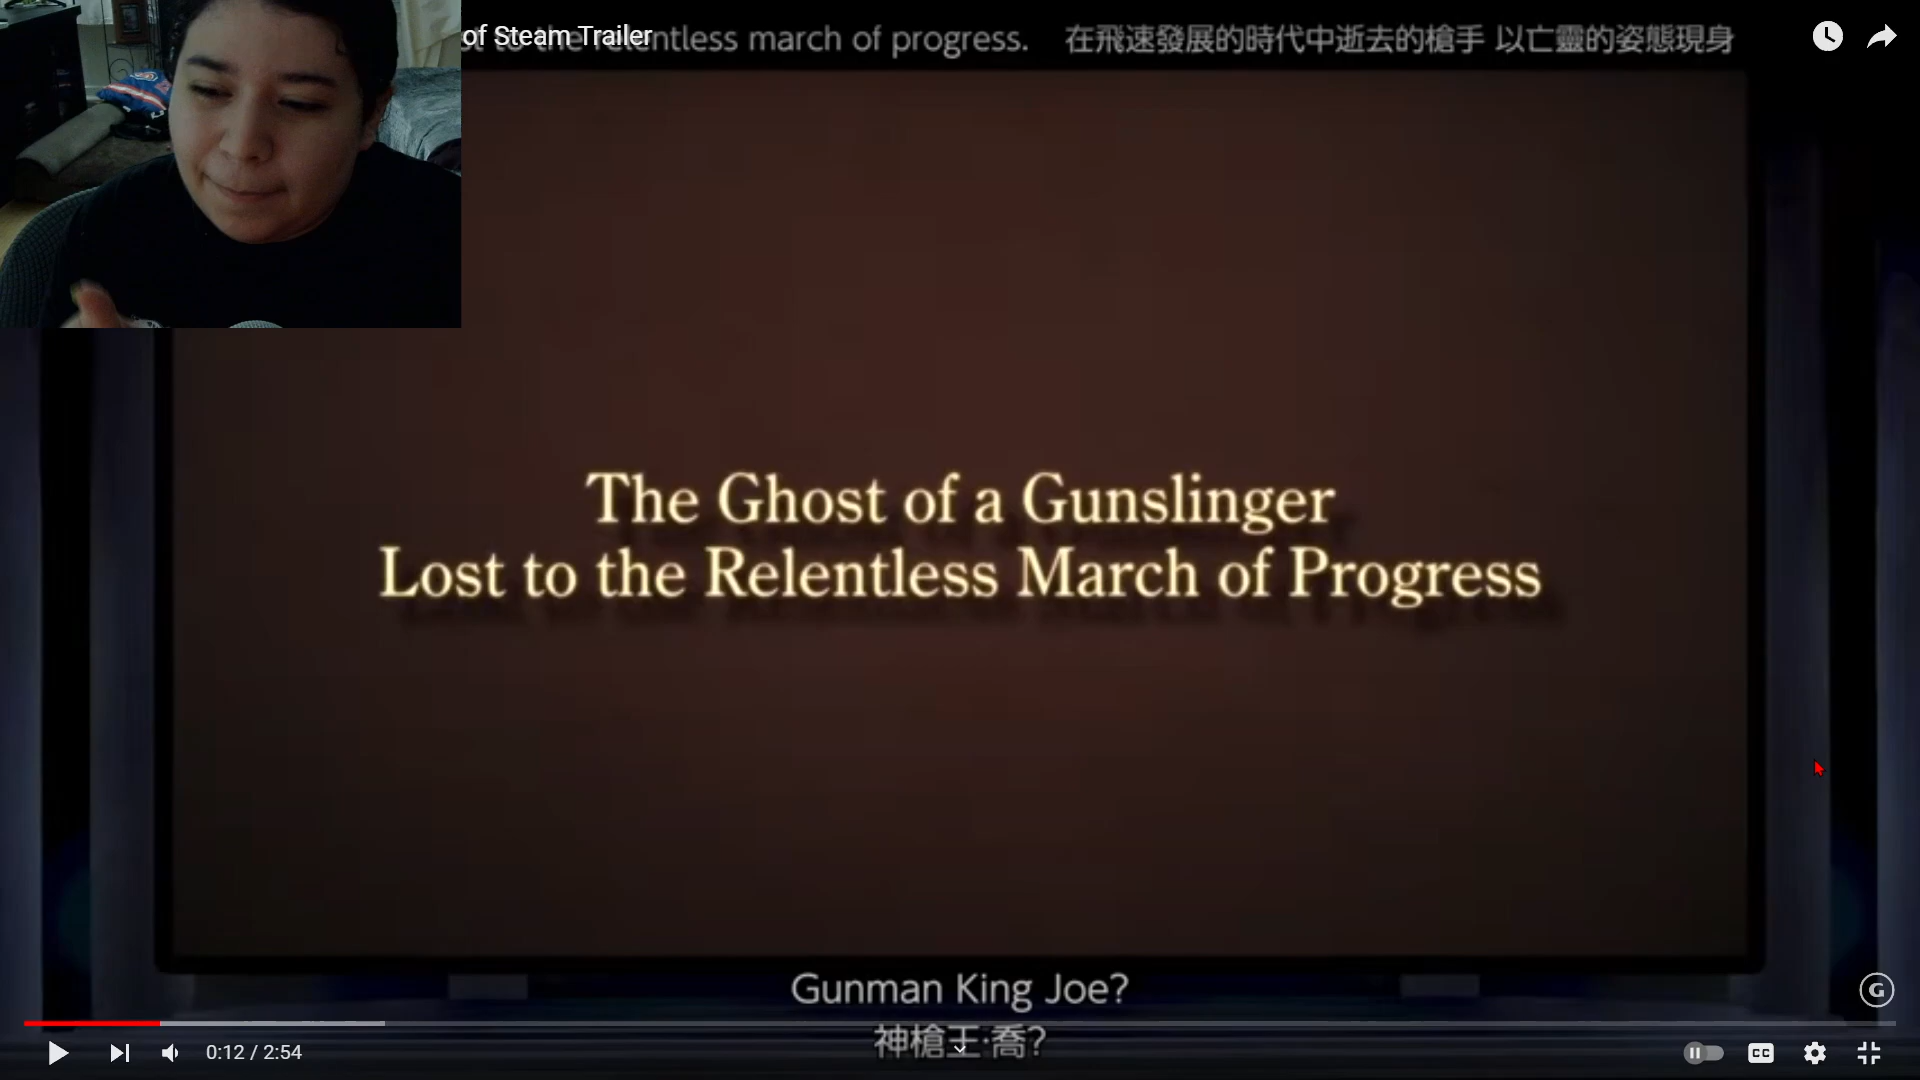 of Steam Trailer
ntless march of progress. 在飛速發展的時代中逝去的槍手 以亡靈的姿態現身
The Ghost of a Gunslinger
Lost to the Relentless March of Progress
Gunman King Joe?
神槍王·喬?
G
0:12 / 2:54
CC